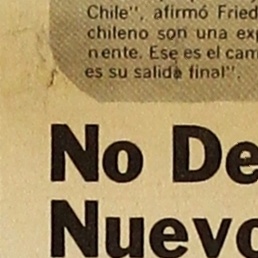 Chile", afirmó Fried
chileno son una exp
nente. Ese es el cam
es su salida final".
No De
Nuevo